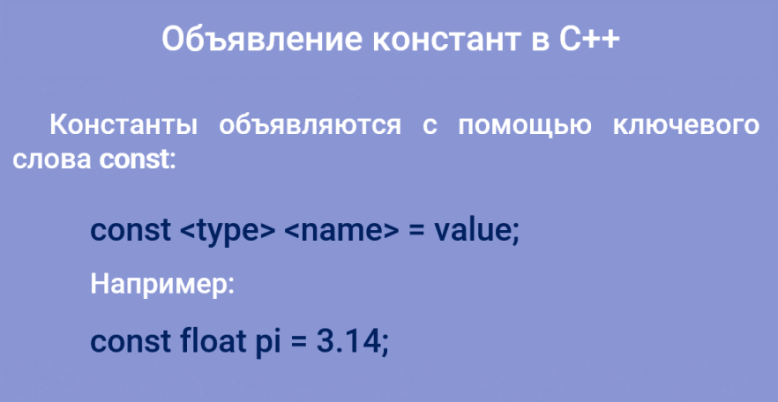 Объявление констант в C++
Константы объявляются с помощью ключевого
слова const:
const <type> <name> = value;
Например:
const float pi = 3.14;